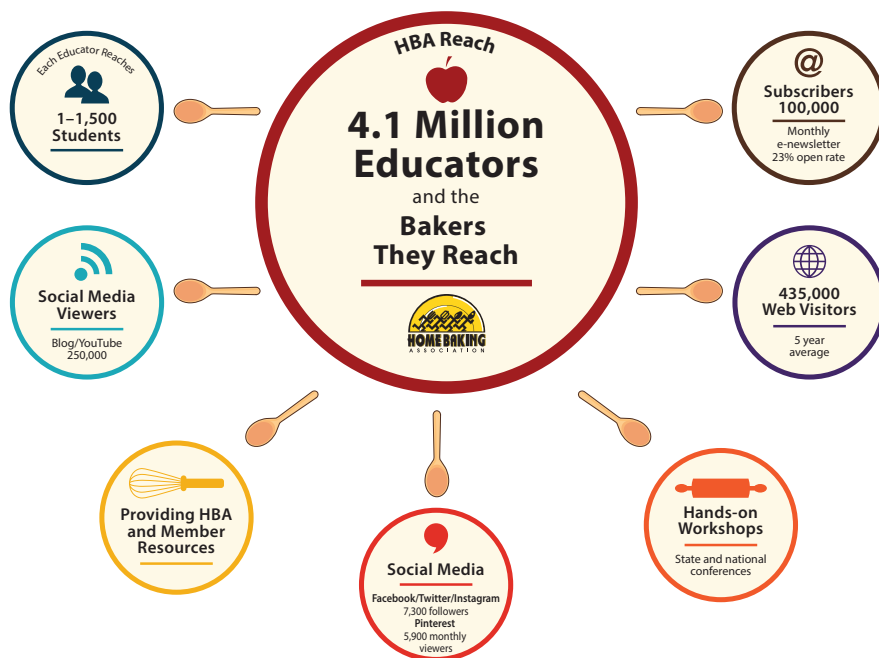 HBA Reach
4.1 Million
Educators
and the
Bakers
They Reach
HOME BAKING
ASSOCIATION
Each Educator Reaches
1–1,500
Students
Social Media
Viewers
Blog/YouTube
250,000
Providing HBA
and Member
Resources
Social Media
Facebook/Twitter/Instagram
7,300 followers
Pinterest
5,900 monthly
viewers
Hands-on
Workshops
State and national
conferences
435,000
Web Visitors
5 year
average
@
Subscribers
100,000
Monthly
e-newsletter
23% open rate